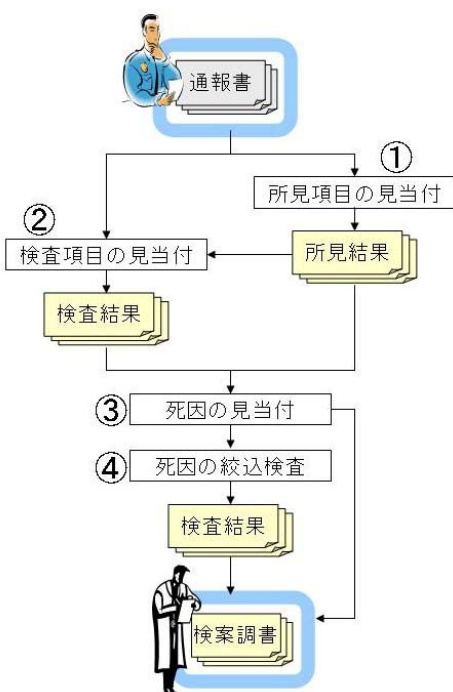 通報書
①
所見項目の見当付
②
検査項目の見当付
所見結果
検査結果
③
死因の見当付
④
死因の絞込検査
検査結果
検案調書